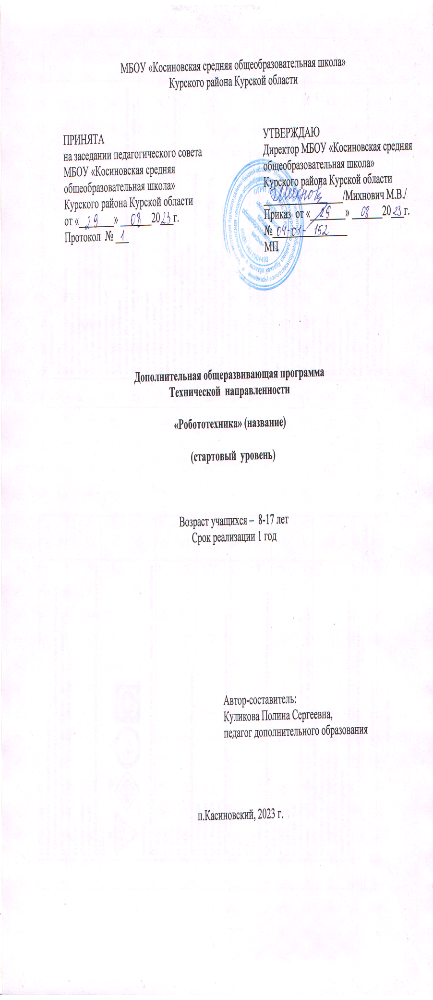 МБОУ «Косиновская средняя общеобразовательная школа»
Курского района Курской области
ПРИНЯТА
на заседании педагогического совета
МБОУ «Косиновская средняя
общеобразовательная школа»
Курского района Курской области
от «29» 08 2023 г.
Протокол № 1
УТВЕРЖДАЮ
Директор МБОУ «Косиновская средняя
общеобразовательная школа»
Курского района Курской области
/Михнович М.В./
Приказ от «29» 08 2023 г.
№ 04-01- 152
МП
Дополнительная общеразвивающая программа
Технической направленности
«Робототехника» (название)
(стартовый уровень)
Возраст учащихся – 8-17 лет
Срок реализации 1 год
Автор-составитель:
Куликова Полина Сергеевна,
педагог дополнительного образования
п.Касиновский, 2023 г.